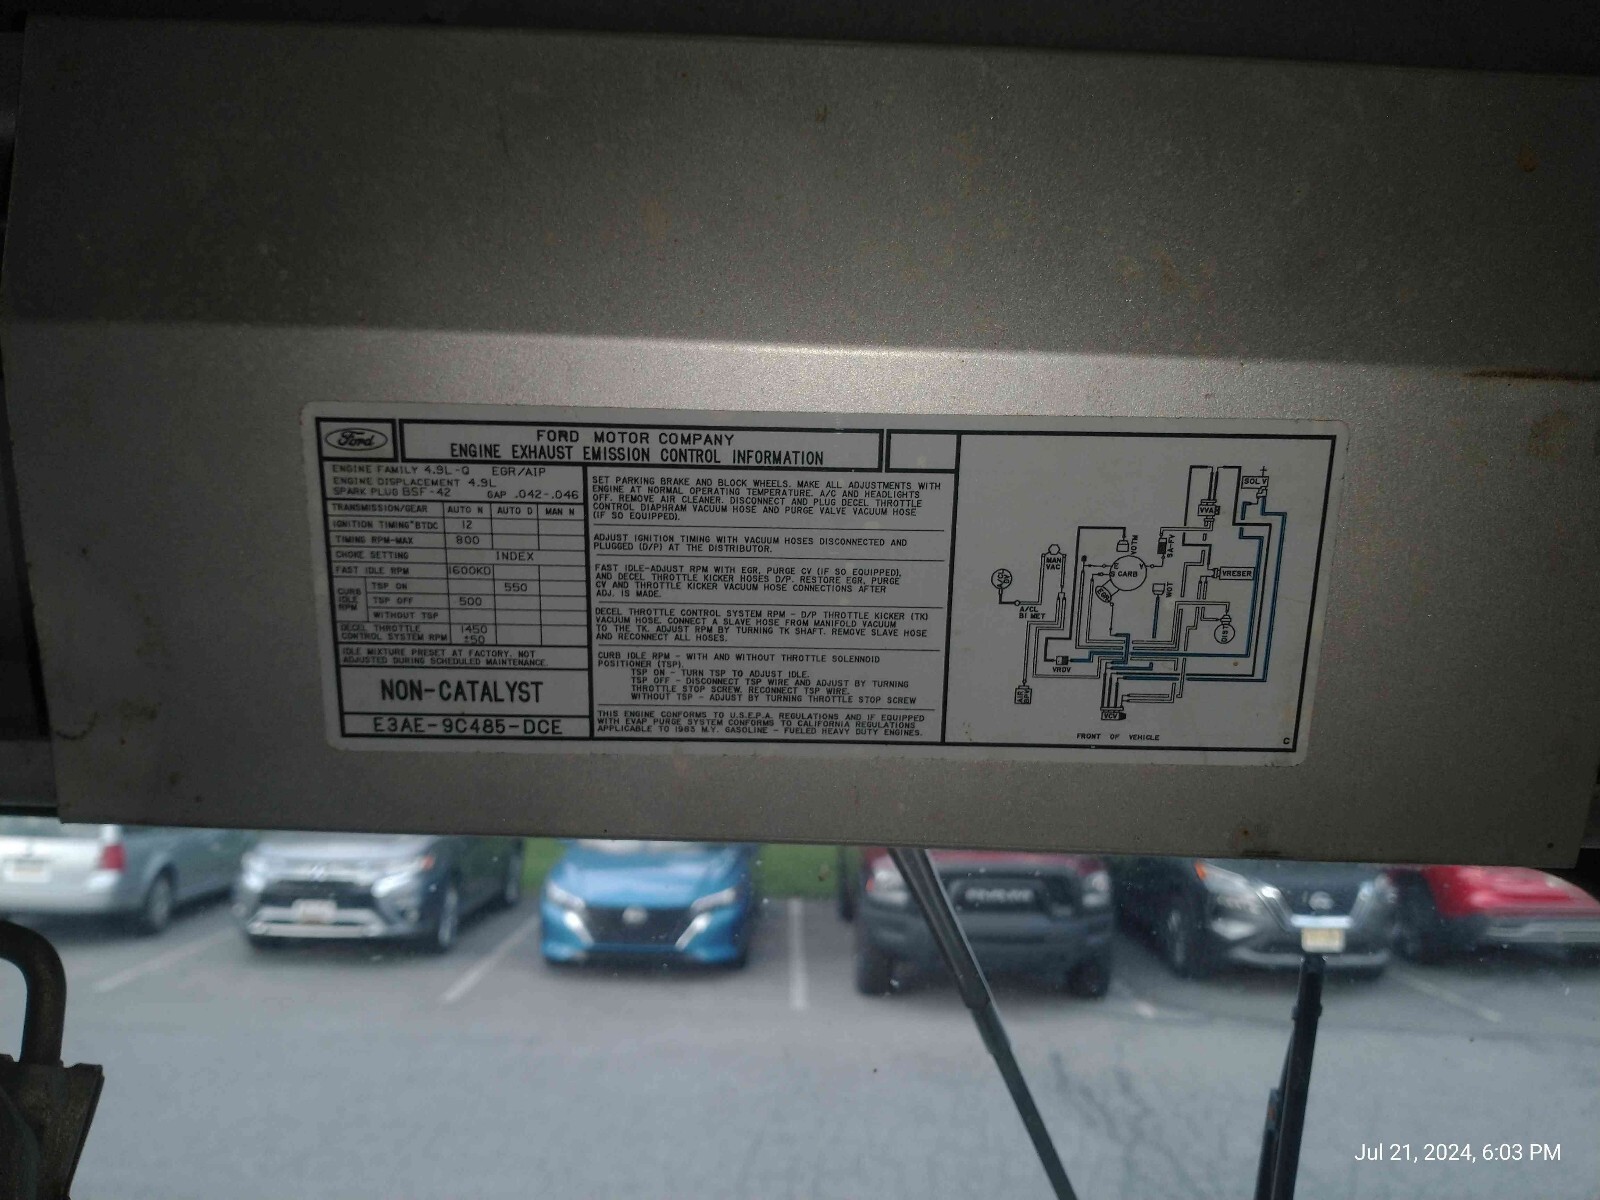 Ford
FORD MOTOR COMPANY
ENGINE EXHAUST EMISSION CONTROL INFORMATION
ENGINE FAMILY 4.9L-Q EGR/AIP
ENGINE DISPLACEMENT 4.9L
SPARK PLUG BSF-42 GAP .042-.046
TRANSMISSION/GEAR AUTO N AUTO D MAN N
IGNITION TIMING°BTDC 12
TIMING RPM-MAX 800
CHOKE SETTING INDEX
FAST IDLE RPM 1600KD
CURB IDLE RPM
TSP ON 550
TSP OFF 500
WITHOUT TSP
DECEL THROTTLE 1450
CONTROL SYSTEM RPM ±50
IDLE MIXTURE PRESET AT FACTORY. NOT
ADJUSTED DURING SCHEDULED MAINTENANCE.
NON-CATALYST
E3AE-9C485-DCE
SET PARKING BRAKE AND BLOCK WHEELS. MAKE ALL ADJUSTMENTS WITH
ENGINE AT NORMAL OPERATING TEMPERATURE. A/C AND HEADLIGHTS
OFF. REMOVE AIR CLEANER. DISCONNECT AND PLUG DECEL THROTTLE
CONTROL DIAPHRAM VACUUM HOSE AND PURGE VALVE VACUUM HOSE
(IF SO EQUIPPED).
ADJUST IGNITION TIMING WITH VACUUM HOSES DISCONNECTED AND
PLUGGED (D/P) AT THE DISTRIBUTOR.
FAST IDLE-ADJUST RPM WITH EGR, PURGE CV (IF SO EQUIPPED),
AND DECEL THROTTLE KICKER HOSES D/P. RESTORE EGR, PURGE
CV AND THROTTLE KICKER VACUUM HOSE CONNECTIONS AFTER
ADJ. IS MADE.
DECEL THROTTLE CONTROL SYSTEM RPM - D/P THROTTLE KICKER (TK)
VACUUM HOSE. CONNECT A SLAVE HOSE FROM MANIFOLD VACUUM
TO THE TK. ADJUST RPM BY TURNING TK SHAFT. REMOVE SLAVE HOSE
AND RECONNECT ALL HOSES.
CURB IDLE RPM - WITH AND WITHOUT THROTTLE SOLENNOID
POSITIONER (TSP).
TSP ON - TURN TSP TO ADJUST IDLE.
TSP OFF - DISCONNECT TSP WIRE AND ADJUST BY TURNING
THROTTLE STOP SCREW. RECONNECT TSP WIRE.
WITHOUT TSP - ADJUST BY TURNING THROTTLE STOP SCREW
THIS ENGINE CONFORMS TO U.S.E.P.A. REGULATIONS AND IF EQUIPPED
WITH EVAP PURGE SYSTEM CONFORMS TO CALIFORNIA REGULATIONS
APPLICABLE TO 1983 M.Y. GASOLINE - FUELED HEAVY DUTY ENGINES.
SOL V
VVA
VOTM
SA-FV
MAN
VAC
E
V
S
CARB
EGR
WOT
VRESER
A/CL
BI MET
DIST
VRDV
VCV
FRONT OF VEHICLE
C
Jul 21, 2024, 6:03 PM